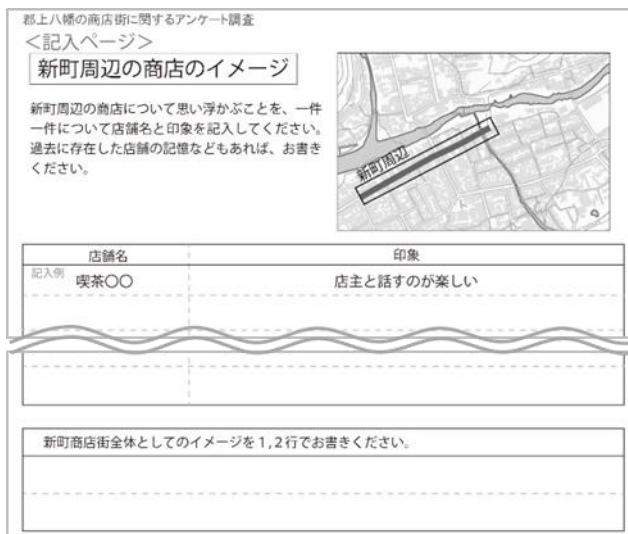 郡上八幡の商店街に関するアンケート調査
<記入ページ>
新町周辺の商店のイメージ
新町周辺の商店について思い浮かぶことを、一件
一件について店舗名と印象を記入してください。
過去に存在した店舗の記憶などもあれば、お書き
ください。
新町周辺
店舗名 印象
記入例 喫茶〇〇 店主と話すのが楽しい
新町商店街全体としてのイメージを1,2行でお書きください。